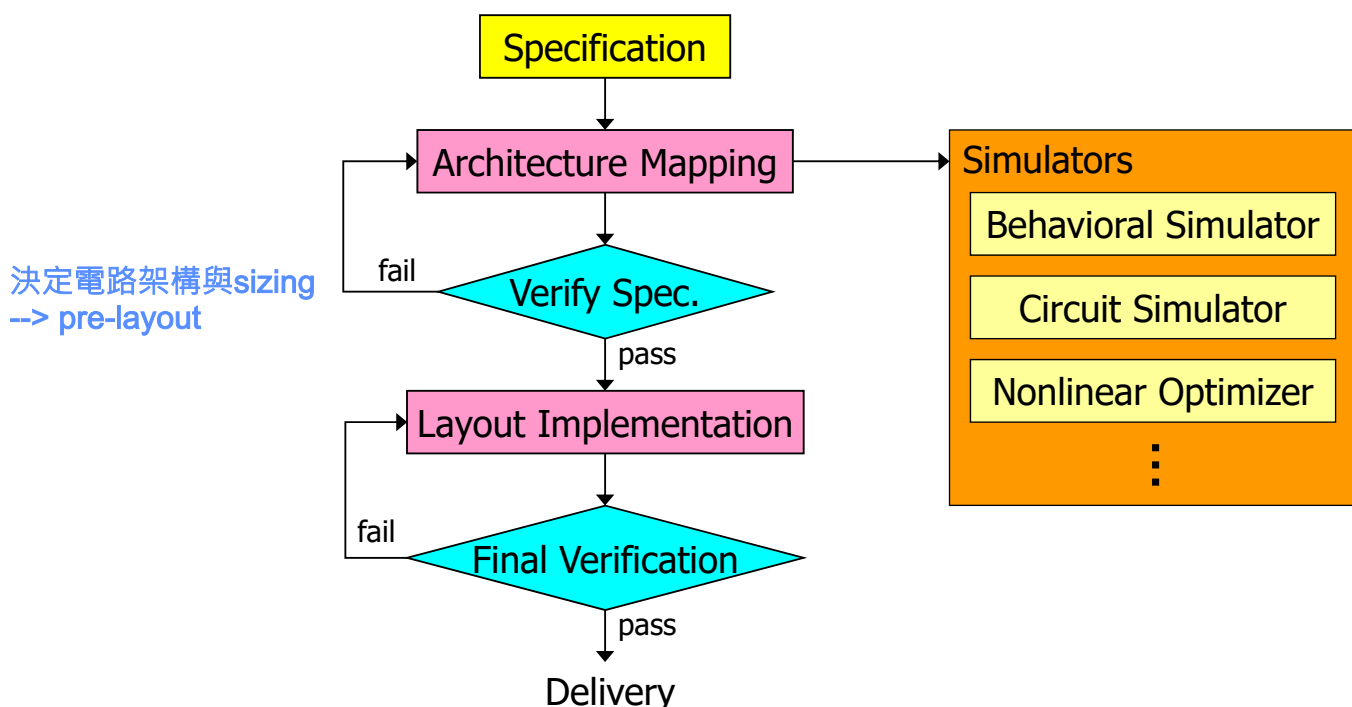 Specification
Architecture Mapping
Simulators
Behavioral Simulator
Circuit Simulator
Nonlinear Optimizer
決定電路架構與sizing
--> pre-layout
fail
Verify Spec.
pass
Layout Implementation
fail
Final Verification
pass
Delivery